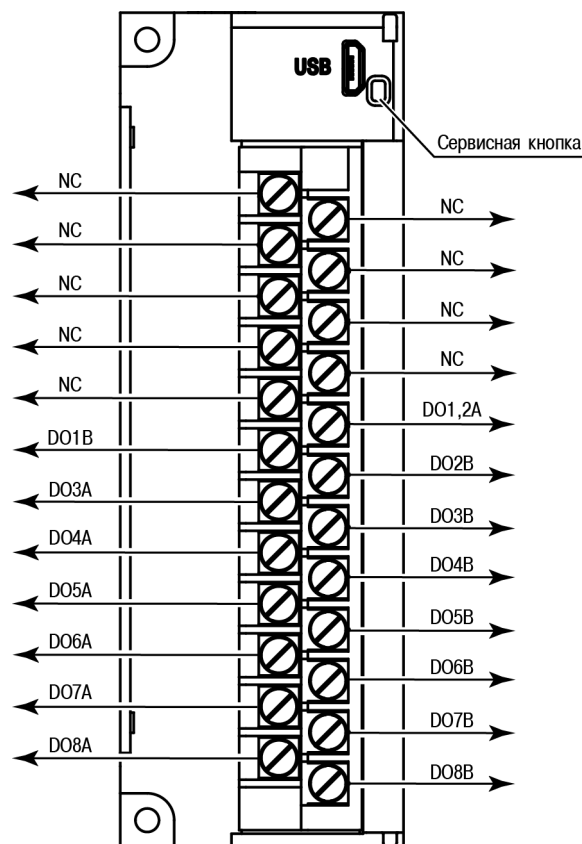 USB
Сервисная кнопка
NC
NC
NC
NC
NC
NC
NC
NC
NC
DO1,2A
DO1B
DO2B
DO3A
DO3B
DO4A
DO4B
DO5A
DO5B
DO6A
DO6B
DO7A
DO7B
DO8A
DO8B